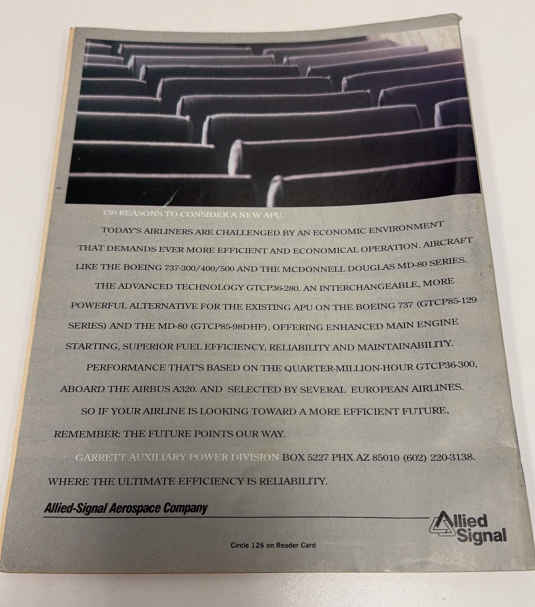 150 REASONS TO CONSIDER A NEW APU.
TODAY'S AIRLINERS ARE CHALLENGED BY AN ECONOMIC ENVIRONMENT
THAT DEMANDS EVER MORE EFFICIENT AND ECONOMICAL OPERATION. AIRCRAFT
LIKE THE BOEING 737-300/400/500 AND THE MCDONNELL DOUGLAS MD-80 SERIES.
THE ADVANCED TECHNOLOGY GTCP36-280. AN INTERCHANGEABLE, MORE
POWERFUL ALTERNATIVE FOR THE EXISTING APU ON THE BOEING 737 (GTCP85-129
SERIES) AND THE MD-80 (GTCP85-98DHF). OFFERING ENHANCED MAIN ENGINE
STARTING, SUPERIOR FUEL EFFICIENCY, RELIABILITY AND MAINTAINABILITY.
PERFORMANCE THAT'S BASED ON THE QUARTER-MILLION-HOUR GTCP36-300,
ABOARD THE AIRBUS A320. AND SELECTED BY SEVERAL EUROPEAN AIRLINES.
SO IF YOUR AIRLINE IS LOOKING TOWARD A MORE EFFICIENT FUTURE,
REMEMBER: THE FUTURE POINTS OUR WAY.
GARRETT AUXILIARY POWER DIVISION BOX 5227 PHX AZ 85010 (602) 220-3138.
WHERE THE ULTIMATE EFFICIENCY IS RELIABILITY.
Allied-Signal Aerospace Company
Allied
Signal
Circle 126 on Reader Card